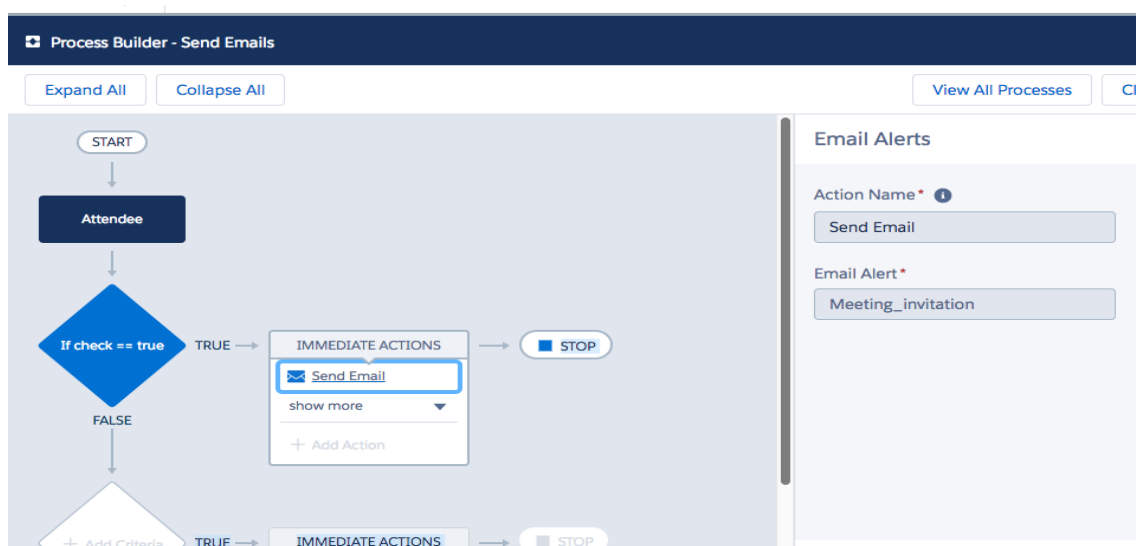 Process Builder - Send Emails
Expand All
Collapse All
View All Processes
START
Attendee
If check == true
TRUE
IMMEDIATE ACTIONS
STOP
Send Email
show more
+ Add Action
FALSE
+ Add Criteria
TRUE
IMMEDIATE ACTIONS
STOP
Email Alerts
Action Name*
Send Email
Email Alert*
Meeting_invitation